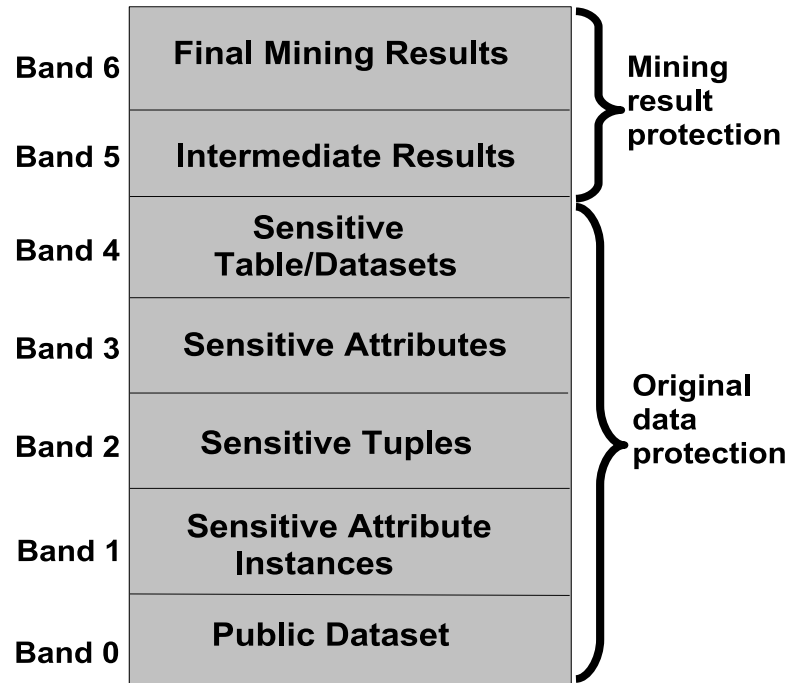 Band 6
Final Mining Results
Mining
result
protection
Band 5
Intermediate Results
Band 4
Sensitive
Table/Datasets
Band 3
Sensitive Attributes
Original
data
protection
Band 2
Sensitive Tuples
Band 1
Sensitive Attribute
Instances
Band 0
Public Dataset